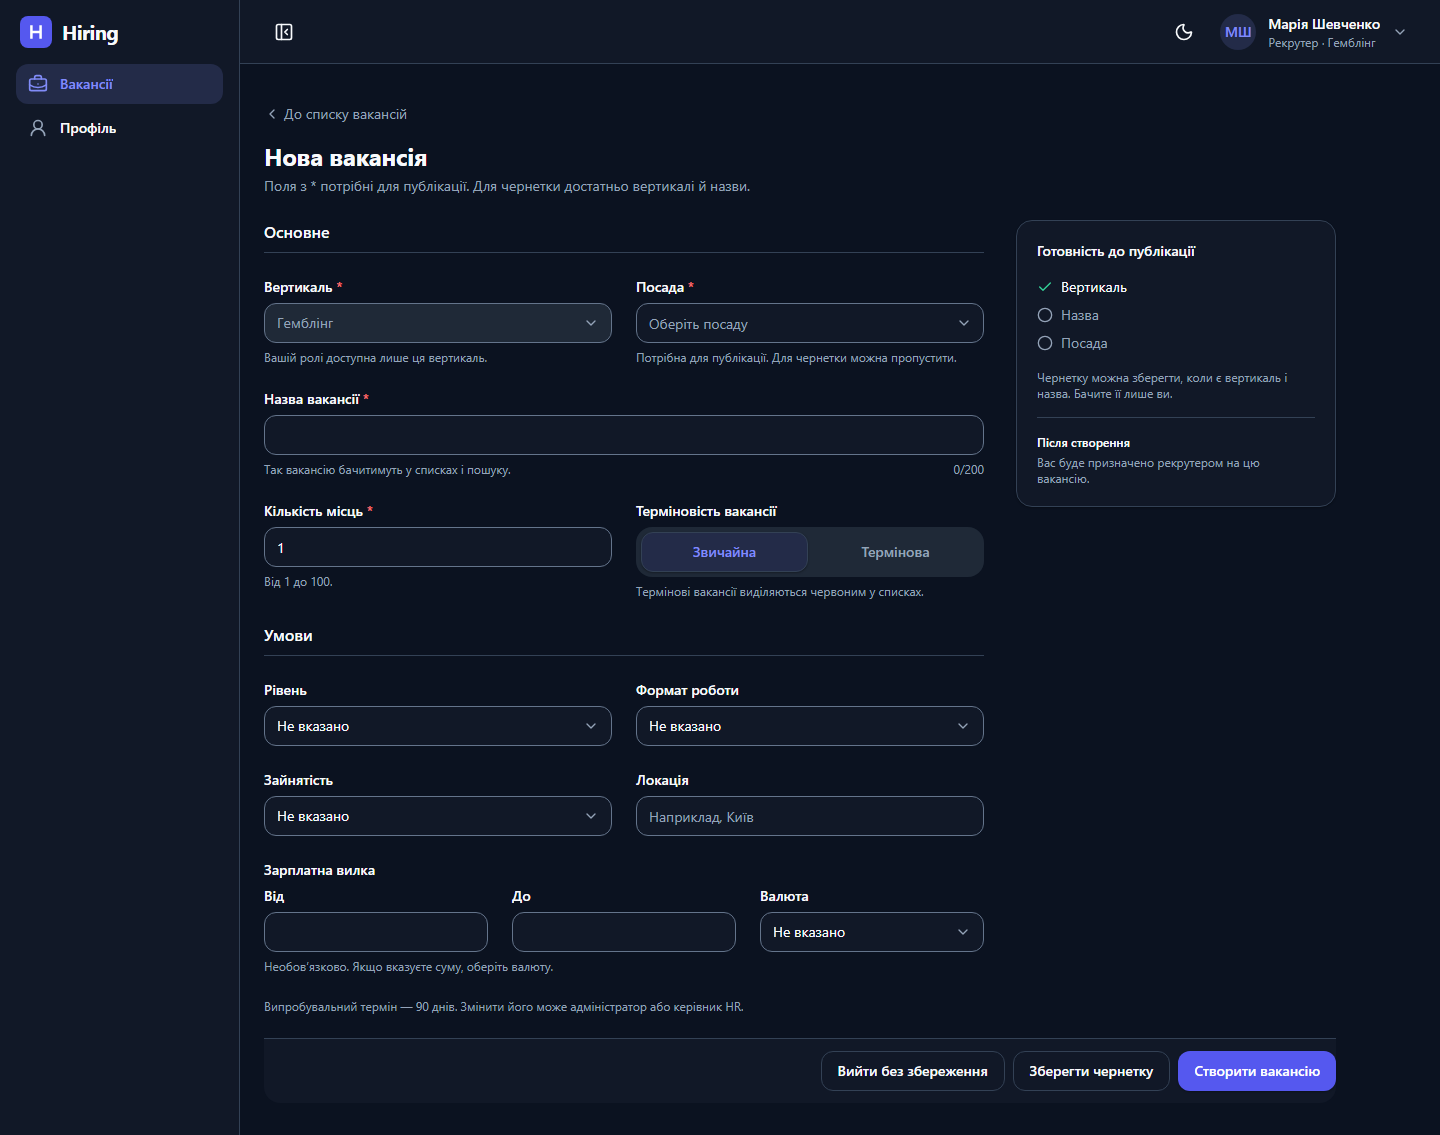 H Hiring
Вакансії
Профіль
МШ
Марія Шевченко
Рекрутер · Гемблінг
До списку вакансій
Нова вакансія
Поля з * потрібні для публікації. Для чернетки достатньо вертикалі й назви.
Основне
Вертикаль *
Гемблінг
Вашій ролі доступна лише ця вертикаль.
Посада *
Оберіть посаду
Потрібна для публікації. Для чернетки можна пропустити.
Назва вакансії *
Так вакансію бачитимуть у списках і пошуку.
0/200
Кількість місць *
1
Від 1 до 100.
Терміновість вакансії
Звичайна
Термінова
Термінові вакансії виділяються червоним у списках.
Умови
Рівень
Не вказано
Формат роботи
Не вказано
Зайнятість
Не вказано
Локація
Наприклад, Київ
Зарплатна вилка
Від
До
Валюта
Не вказано
Необов'язково. Якщо вказуєте суму, оберіть валюту.
Випробувальний термін — 90 днів. Змінити його може адміністратор або керівник HR.
Готовність до публікації
Вертикаль
Назва
Посада
Чернетку можна зберегти, коли є вертикаль і
назва. Бачите її лише ви.
Після створення
Вас буде призначено рекрутером на цю
вакансію.
Вийти без збереження
Зберегти чернетку
Створити вакансію